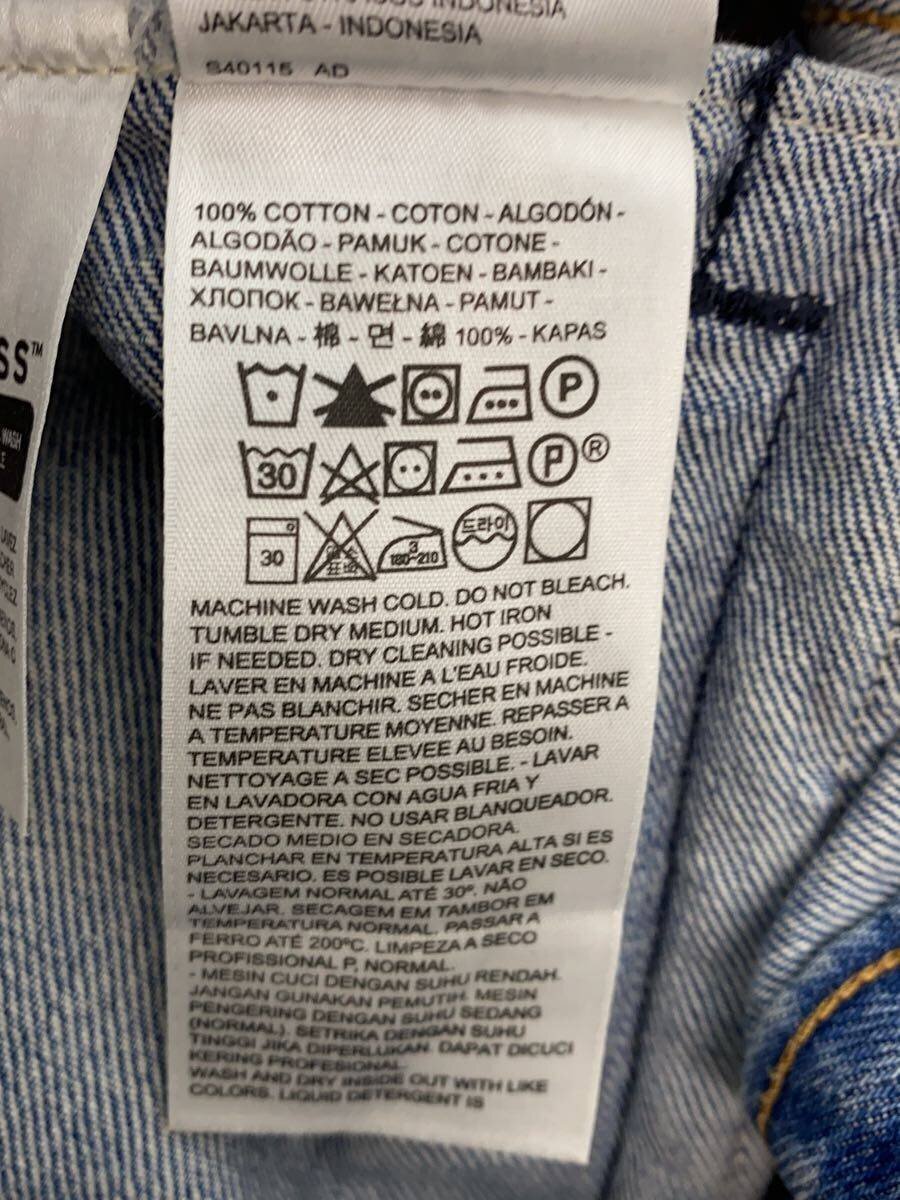 INDONESIA
JAKARTA - INDONESIA
S40115 AD
100% COTTON - COTON - ALGODÓN -
ALGODÃO - PAMUK - COTONE -
BAUMWOLLE - KATOEN - BAMBAKI -
ХЛОПОК - BAWEŁNA - PAMUT -
BAVLNA - 棉 - 면 - 綿 100% - KAPAS
P
30 P ®
30 3 180~210 드라이
MACHINE WASH COLD. DO NOT BLEACH.
TUMBLE DRY MEDIUM. HOT IRON
IF NEEDED. DRY CLEANING POSSIBLE -
LAVER EN MACHINE A L'EAU FROIDE.
NE PAS BLANCHIR. SECHER EN MACHINE
A TEMPERATURE MOYENNE. REPASSER A
TEMPERATURE ELEVEE AU BESOIN.
NETTOYAGE A SEC POSSIBLE. - LAVAR
EN LAVADORA CON AGUA FRIA Y
DETERGENTE. NO USAR BLANQUEADOR.
SECADO MEDIO EN SECADORA.
PLANCHAR EN TEMPERATURA ALTA SI ES
NECESARIO. ES POSIBLE LAVAR EN SECO.
- LAVAGEM NORMAL ATÉ 30º. NÃO
ALVEJAR. SECAGEM EM TAMBOR EM
TEMPERATURA NORMAL. PASSAR A
FERRO ATÉ 200ºC. LIMPEZA A SECO
PROFISSIONAL P, NORMAL.
- MESIN CUCI DENGAN SUHU RENDAH.
JANGAN GUNAKAN PEMUTIH. MESIN
PENGERING DENGAN SUHU SEDANG
(NORMAL). SETRIKA DENGAN SUHU
TINGGI JIKA DIPERLUKAN. DAPAT DICUCI
KERING PROFESIONAL.
WASH AND DRY INSIDE OUT WITH LIKE
COLORS. LIQUID DETERGENT IS
SS™
WASH